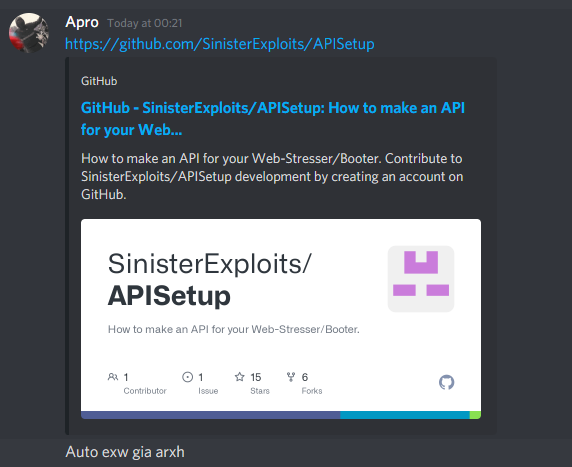 Apro Today at 00:21
https://github.com/SinisterExploits/APISetup
GitHub
GitHub - SinisterExploits/APISetup: How to make an API
for your Web...
How to make an API for your Web-Stresser/Booter. Contribute to
SinisterExploits/APISetup development by creating an account on
GitHub.
SinisterExploits/
APISetup
How to make an API for your Web-Stresser/Booter.
1 1 15 6
Contributor Issue Stars Forks
Auto exw gia arxh